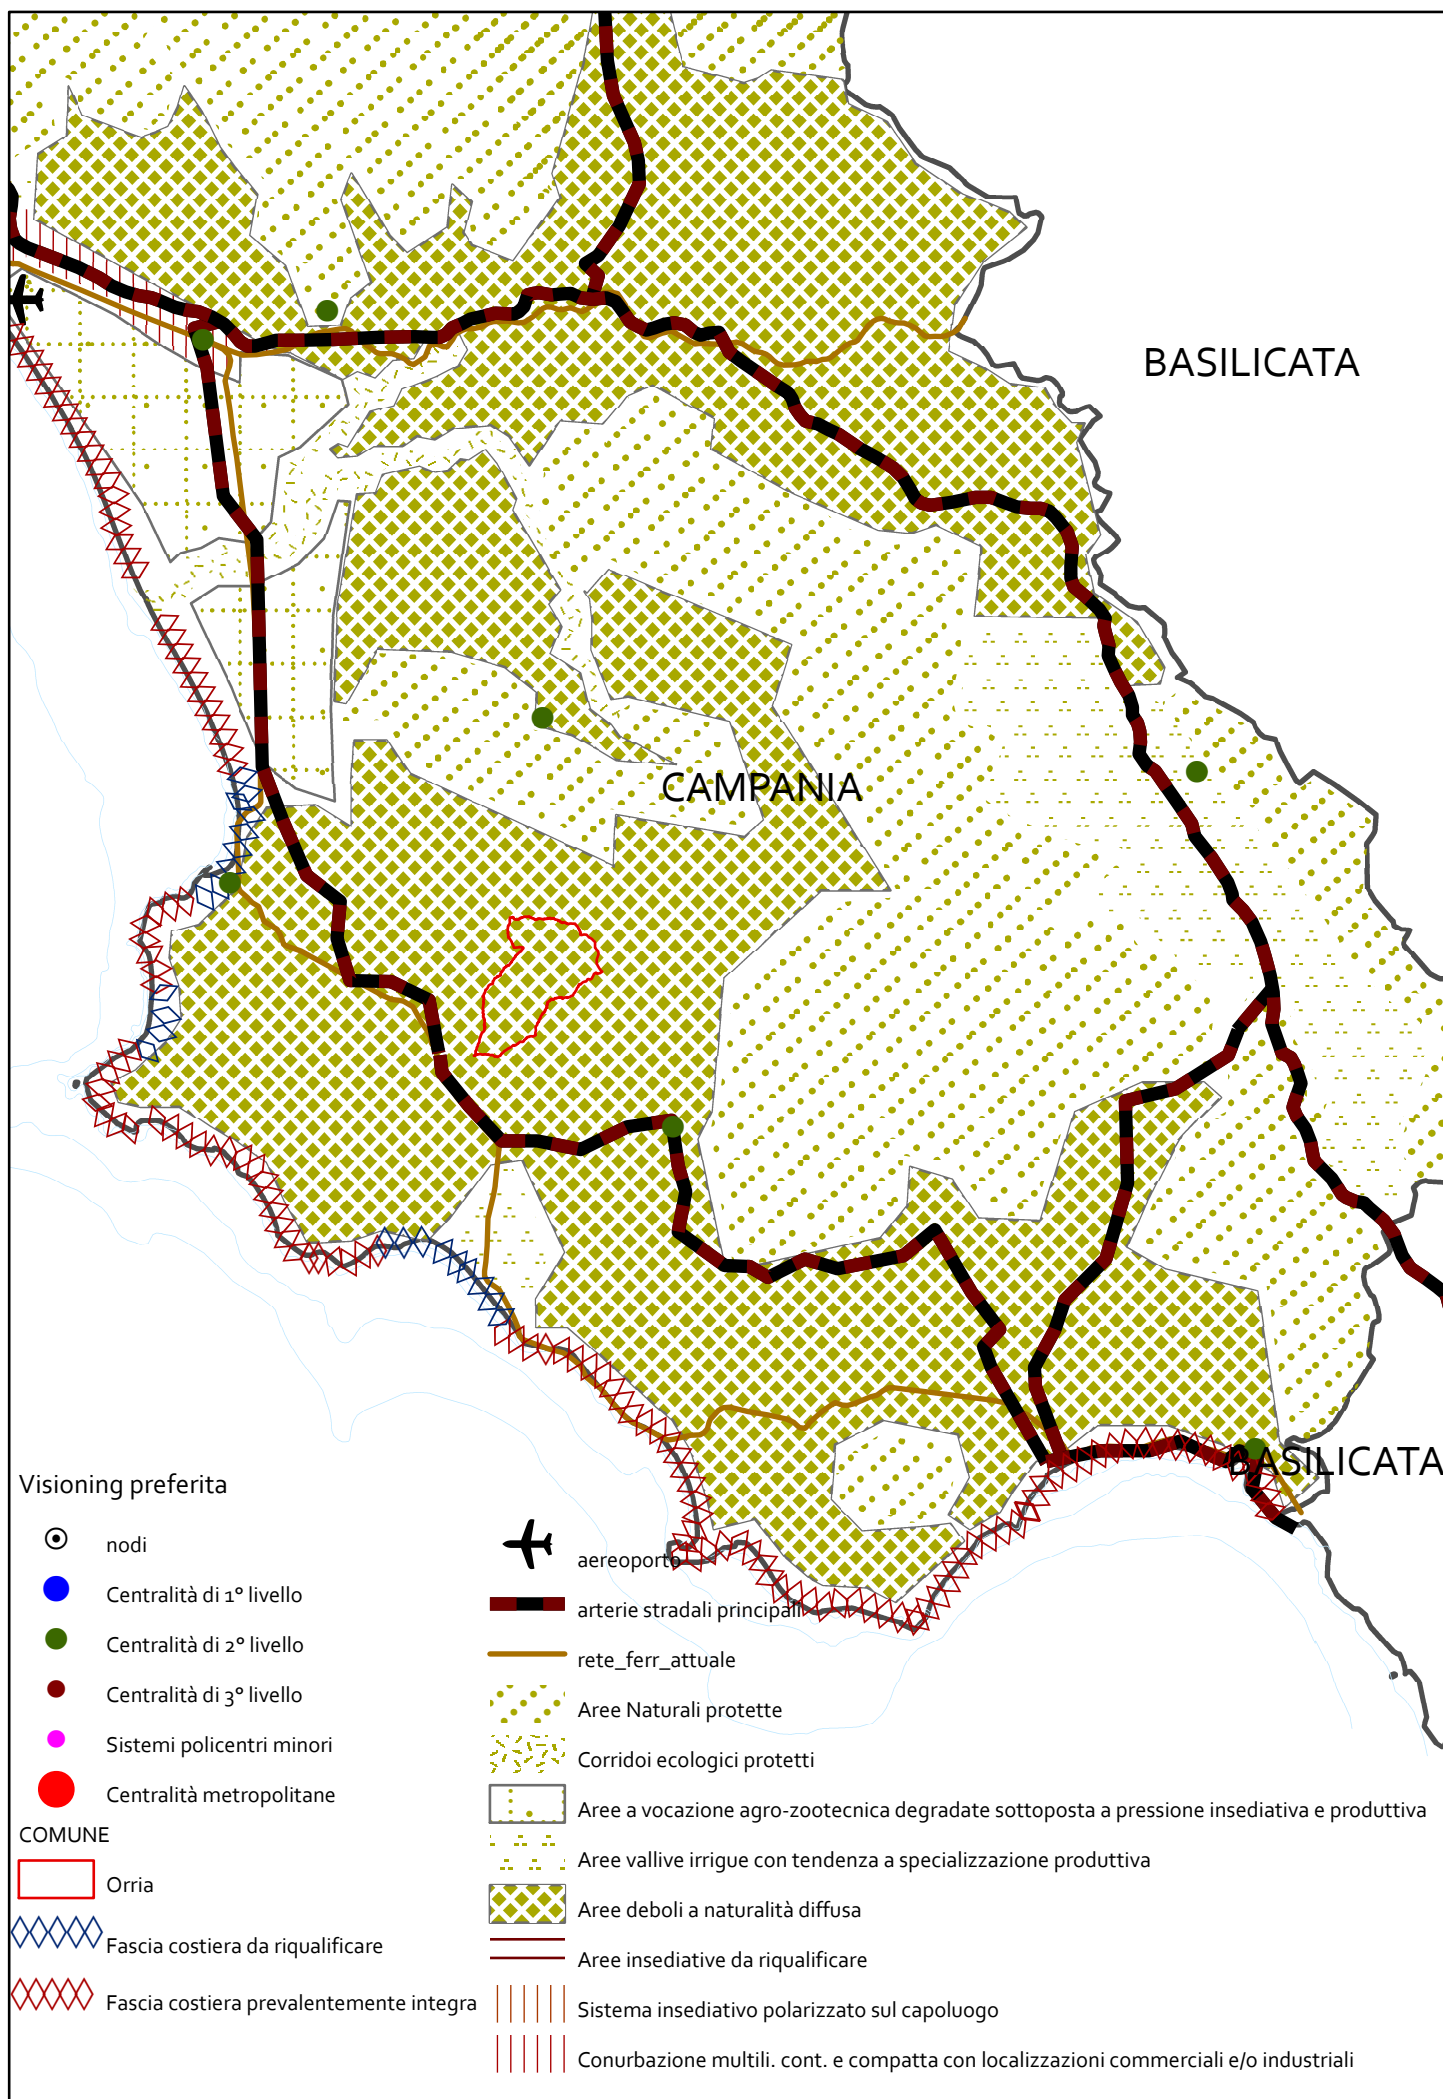 BASILICATA
CAMPANIA
BASILICATA
Visioning preferita
nodi
Centralità di 1° livello
Centralità di 2° livello
Centralità di 3° livello
Sistemi policentri minori
Centralità metropolitane
COMUNE
Orria
Fascia costiera da riqualificare
Fascia costiera prevalentemente integra
aereoporto
arterie stradali principali
rete_ferr_attuale
Aree Naturali protette
Corridoi ecologici protetti
Aree a vocazione agro-zootecnica degradate sottoposta a pressione insediativa e produttiva
Aree vallive irrigue con tendenza a specializzazione produttiva
Aree deboli a naturalità diffusa
Aree insediative da riqualificare
Sistema insediativo polarizzato sul capoluogo
Conurbazione multili. cont. e compatta con localizzazioni commerciali e/o industriali